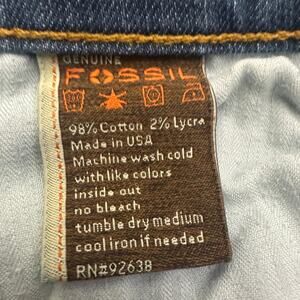 GENUINE
FOSSIL
98% Cotton 2% Lycra
Made in USA
Machine wash cold
with like colors
inside out
no bleach
tumble dry medium
cool iron if needed
RN#92638